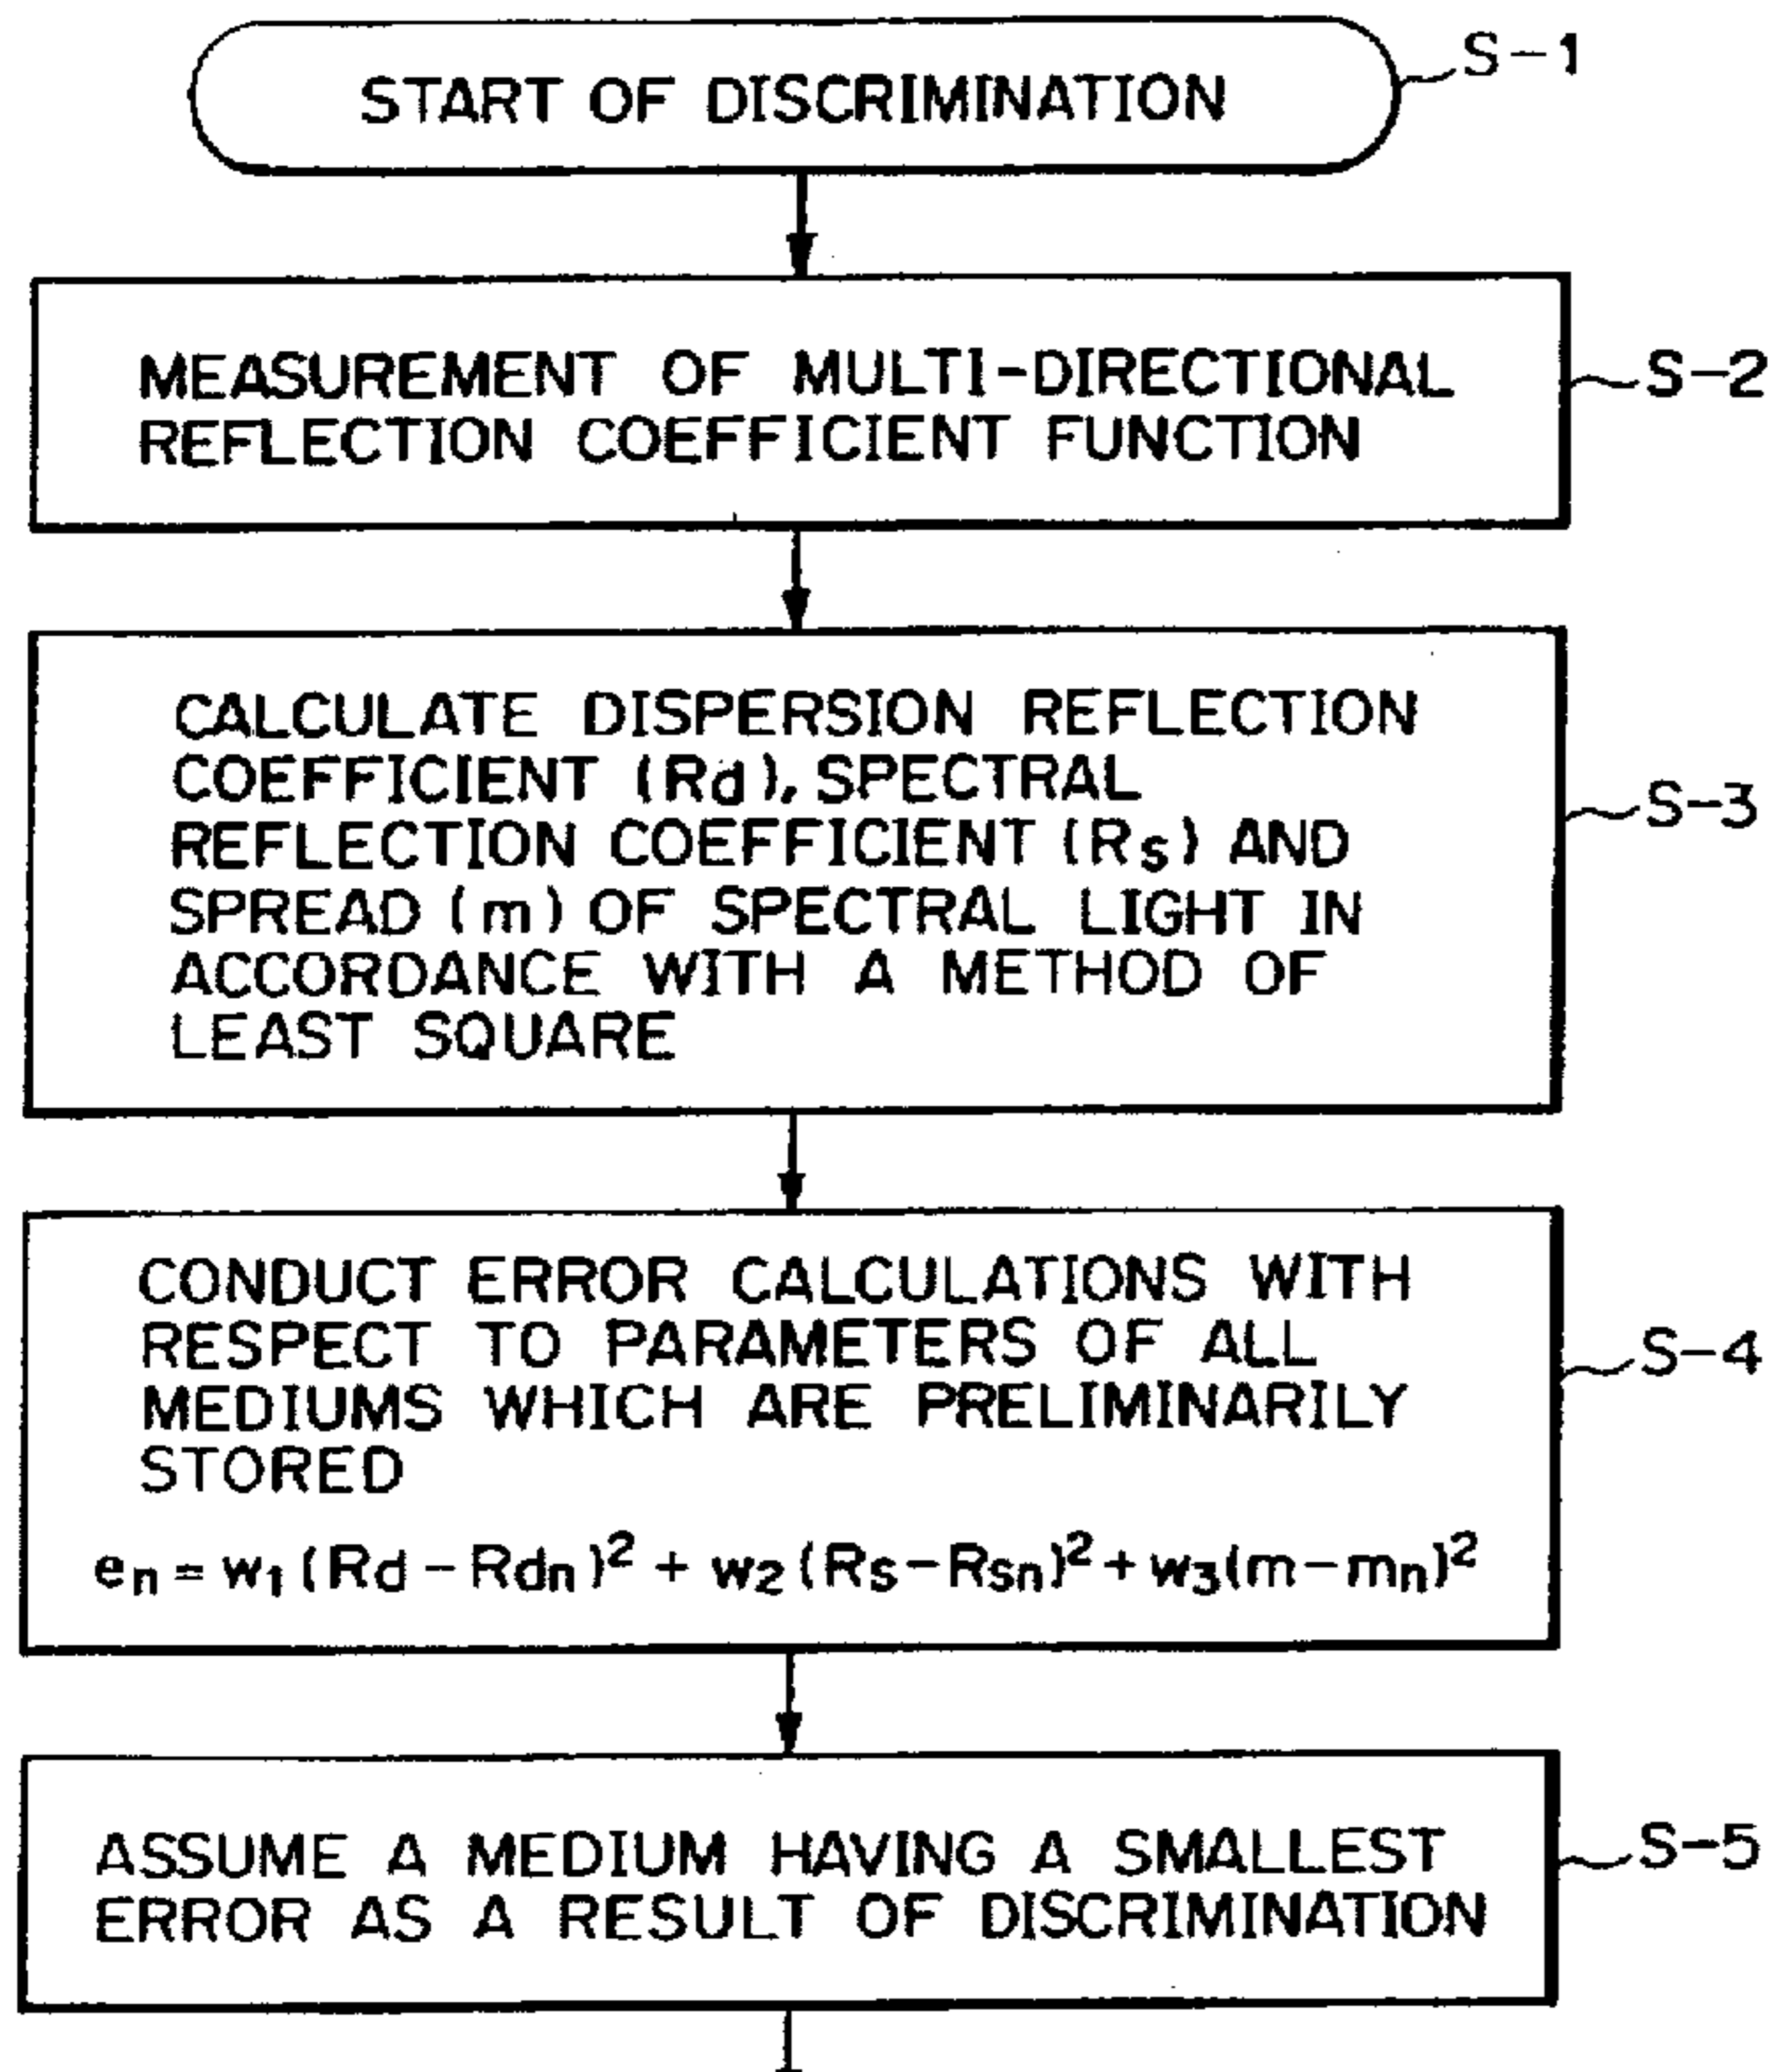 START OF DISCRIMINATION
S-1
MEASUREMENT OF MULTI-DIRECTIONAL
REFLECTION COEFFICIENT FUNCTION
S-2
CALCULATE DISPERSION REFLECTION
COEFFICIENT (Rd), SPECTRAL
REFLECTION COEFFICIENT (Rs) AND
SPREAD (m) OF SPECTRAL LIGHT IN
ACCORDANCE WITH A METHOD OF
LEAST SQUARE
S-3
CONDUCT ERROR CALCULATIONS WITH
RESPECT TO PARAMETERS OF ALL
MEDIUMS WHICH ARE PRELIMINARILY
STORED
eₙ = w₁ (Rd - Rdₙ)² + w₂ (Rs - Rsₙ)² + w₃ (m - mₙ)²
S-4
ASSUME A MEDIUM HAVING A SMALLEST
ERROR AS A RESULT OF DISCRIMINATION
S-5